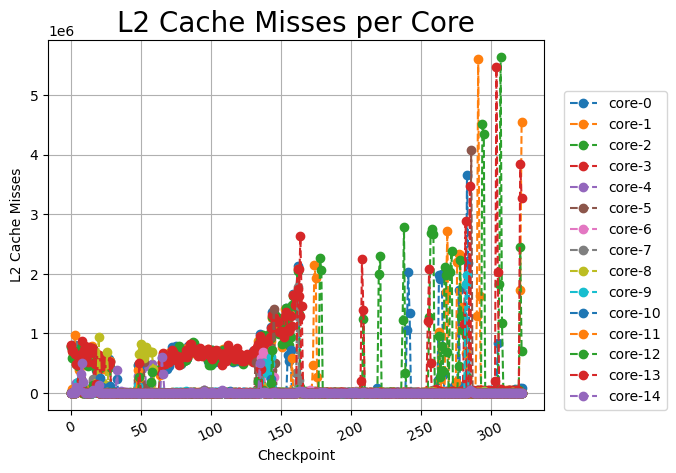 L2 Cache Misses per Core
1e6
5
4
3
2
1
0
L2 Cache Misses
0
50
100
150
200
250
300
Checkpoint
core-0
core-1
core-2
core-3
core-4
core-5
core-6
core-7
core-8
core-9
core-10
core-11
core-12
core-13
core-14